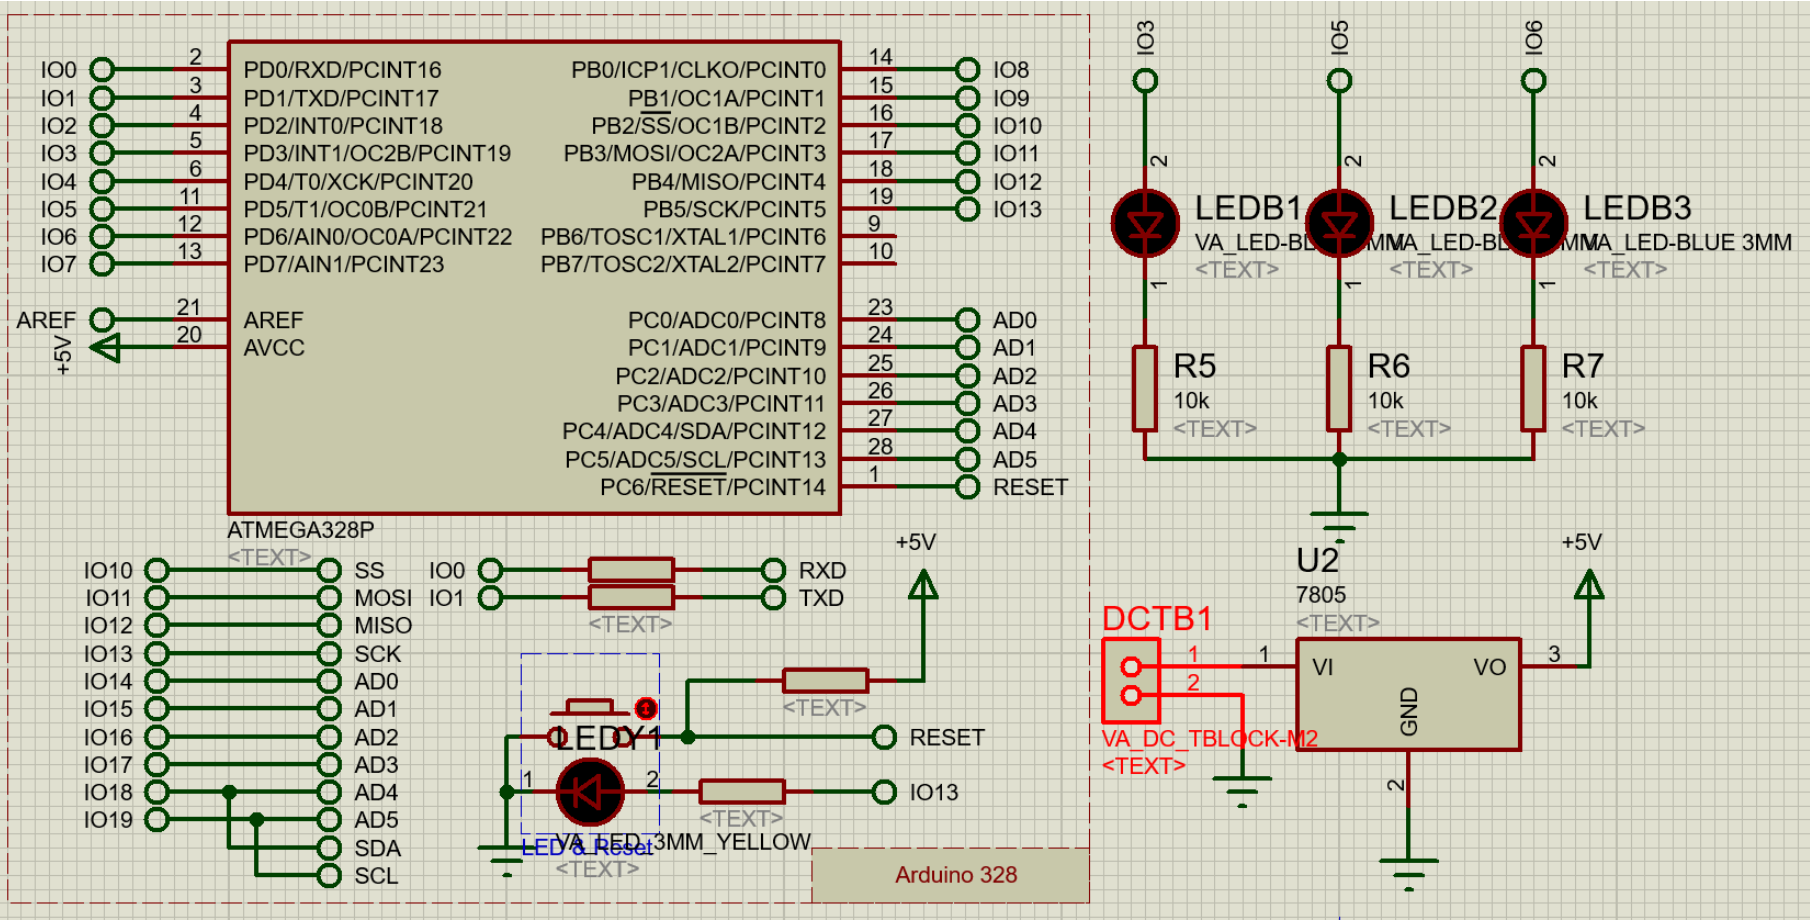 IO0 2 PD0/RXD/PCINT16 PB0/ICP1/CLKO/PCINT0 14 IO8
IO1 3 PD1/TXD/PCINT17 PB1/OC1A/PCINT1 15 IO9
IO2 4 PD2/INT0/PCINT18 PB2/SS/OC1B/PCINT2 16 IO10
IO3 5 PD3/INT1/OC2B/PCINT19 PB3/MOSI/OC2A/PCINT3 17 IO11
IO4 6 PD4/T0/XCK/PCINT20 PB4/MISO/PCINT4 18 IO12
IO5 11 PD5/T1/OC0B/PCINT21 PB5/SCK/PCINT5 19 IO13
IO6 12 PD6/AIN0/OC0A/PCINT22 PB6/TOSC1/XTAL1/PCINT6 9
IO7 13 PD7/AIN1/PCINT23 PB7/TOSC2/XTAL2/PCINT7 10
AREF 21 AREF PC0/ADC0/PCINT8 23 AD0
+5V 20 AVCC PC1/ADC1/PCINT9 24 AD1
PC2/ADC2/PCINT10 25 AD2
PC3/ADC3/PCINT11 26 AD3
PC4/ADC4/SDA/PCINT12 27 AD4
PC5/ADC5/SCL/PCINT13 28 AD5
PC6/RESET/PCINT14 1 RESET
ATMEGA328P
<TEXT>
IO10 SS
IO11 MOSI
IO12 MISO
IO13 SCK
IO14 AD0
IO15 AD1
IO16 AD2
IO17 AD3
IO18 AD4
IO19 AD5
SDA
SCL
IO0 RXD
IO1 TXD
<TEXT>
+5V
<TEXT>
LEDY1 RESET
1 2 IO13
<TEXT>
VA_LED_3MM_YELLOW
LED & Reset
<TEXT>
Arduino 328
IO3 IO5 IO6
2 2 2
LEDB1 LEDB2 LEDB3
VA_LED-BL MM VA_LED-BL MM VA_LED-BLUE 3MM
<TEXT> <TEXT> <TEXT>
1 1 1
R5 R6 R7
10k 10k 10k
<TEXT> <TEXT> <TEXT>
U2
7805
<TEXT>
+5V
DCTB1
1 1 VI VO 3
2
GND
VA_DC_TBLOCK-M2
<TEXT>
2